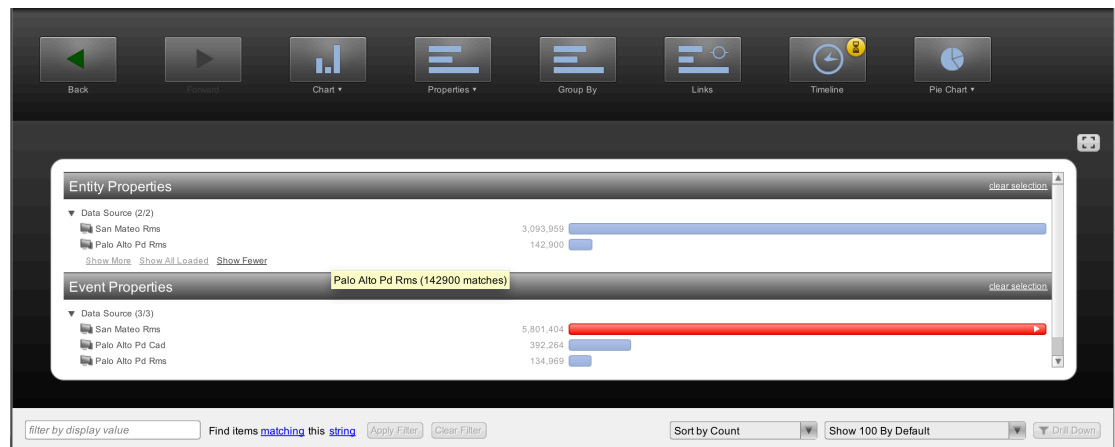 Back
Forward
Chart ▾
Properties ▾
Group By
Links
Timeline
Pie Chart ▾
Entity Properties
clear selection
▼ Data Source (2/2)
San Mateo Rms 3,093,959
Palo Alto Pd Rms 142,900
Show More Show All Loaded Show Fewer
Palo Alto Pd Rms (142900 matches)
Event Properties
clear selection
▼ Data Source (3/3)
San Mateo Rms 5,801,404
Palo Alto Pd Cad 392,264
Palo Alto Pd Rms 134,969
filter by display value
Find items matching this string
Apply Filter
Clear Filter
Sort by Count
Show 100 By Default
Drill Down